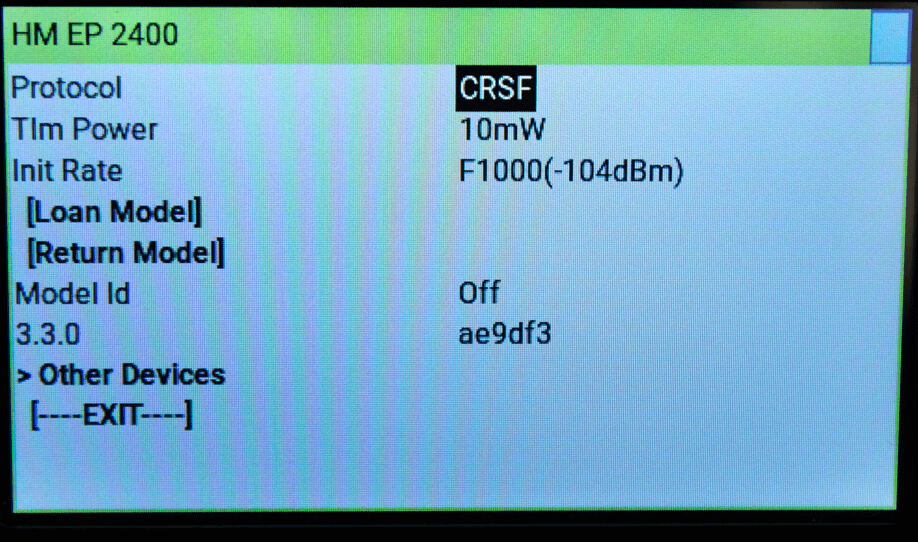 HM EP 2400
Protocol CRSF
Tlm Power 10mW
Init Rate F1000(-104dBm)
[Loan Model]
[Return Model]
Model Id Off
3.3.0 ae9df3
> Other Devices
[----EXIT----]